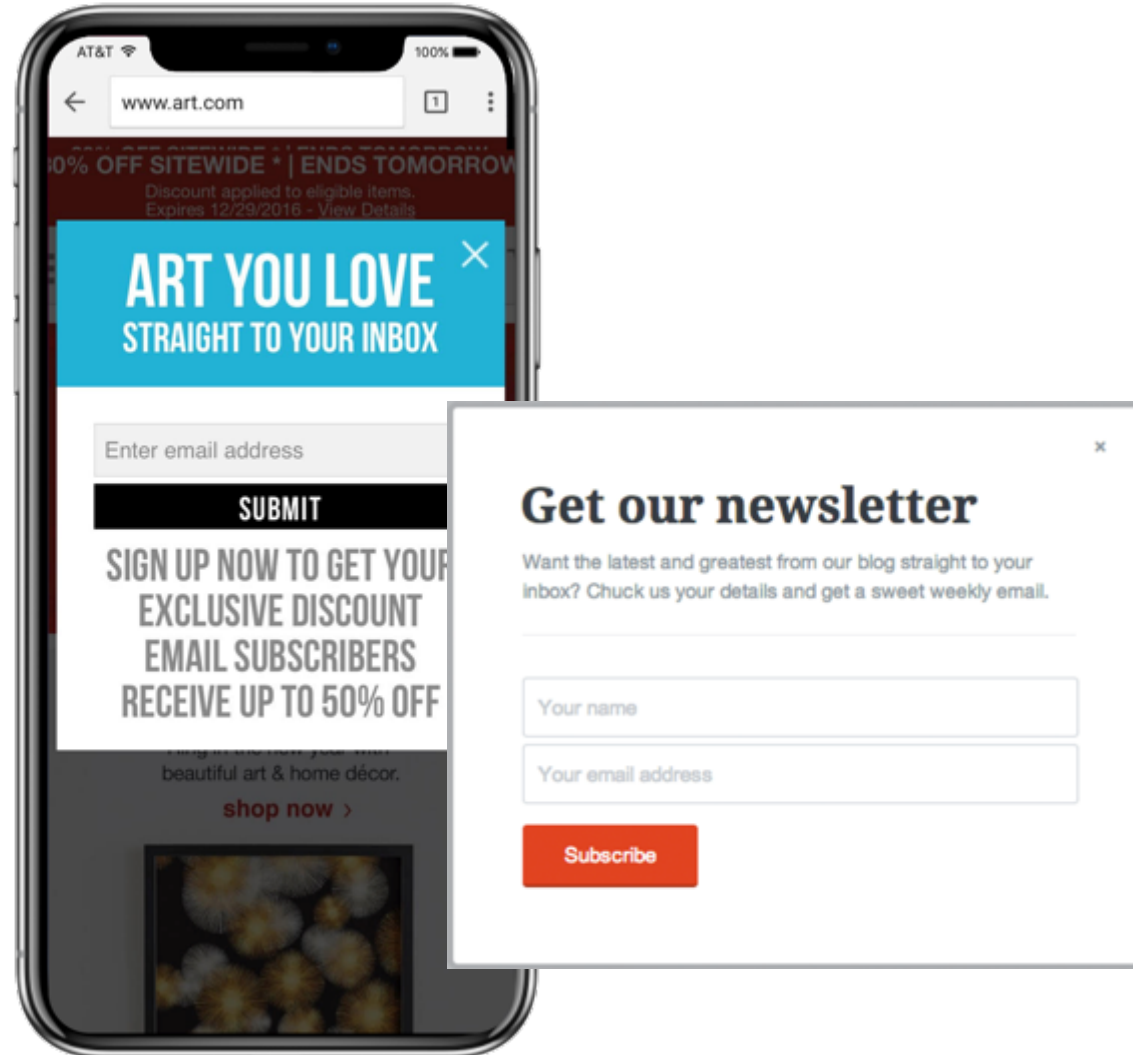 AT&T
100%
www.art.com
1
0% OFF SITEWIDE * | ENDS TOMORROW
Discount applied to eligible items.
Expires 12/29/2016 - View Details
ART YOU LOVE
STRAIGHT TO YOUR INBOX
Enter email address
SUBMIT
SIGN UP NOW TO GET YOUR
EXCLUSIVE DISCOUNT
EMAIL SUBSCRIBERS
RECEIVE UP TO 50% OFF
beautiful art & home décor.
shop now ›
×
Get our newsletter
Want the latest and greatest from our blog straight to your
inbox? Chuck us your details and get a sweet weekly email.
Your name
Your email address
Subscribe